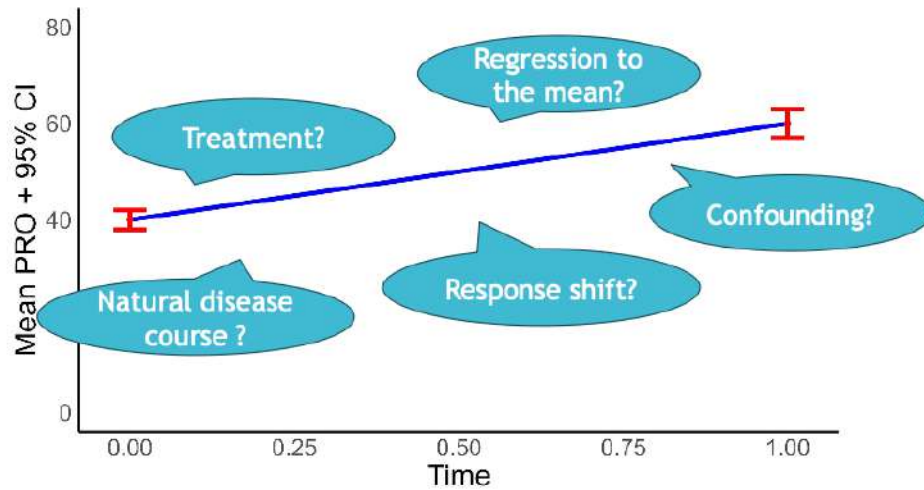 80
Regression to
the mean?
Treatment?
60
Confounding?
40
Response shift?
Natural disease
course ?
0
Mean PRO + 95% CI
0.00 0.25 0.50 0.75 1.00
Time